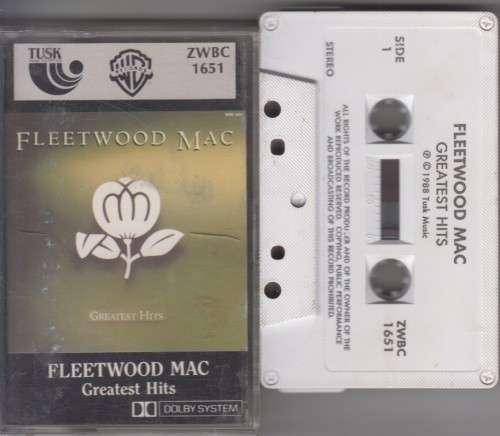 TUSK
ZWBC
1651
FLEETWOOD MAC
GREATEST HITS
FLEETWOOD MAC
Greatest Hits
DOLBY SYSTEM
SIDE
1
STEREO
FLEETWOOD MAC
GREATEST HITS
℗ © 1988 Tusk Music
ALL RIGHTS OF THE RECORD PRODU ER AND OF THE OWNER OF THE
WORK REPRODUCED RESERVED. COPYING, PUBLIC PERFORMANCE
AND BROADCASTING OF THIS RECORD PROHIBITED.
ZWBC
1651